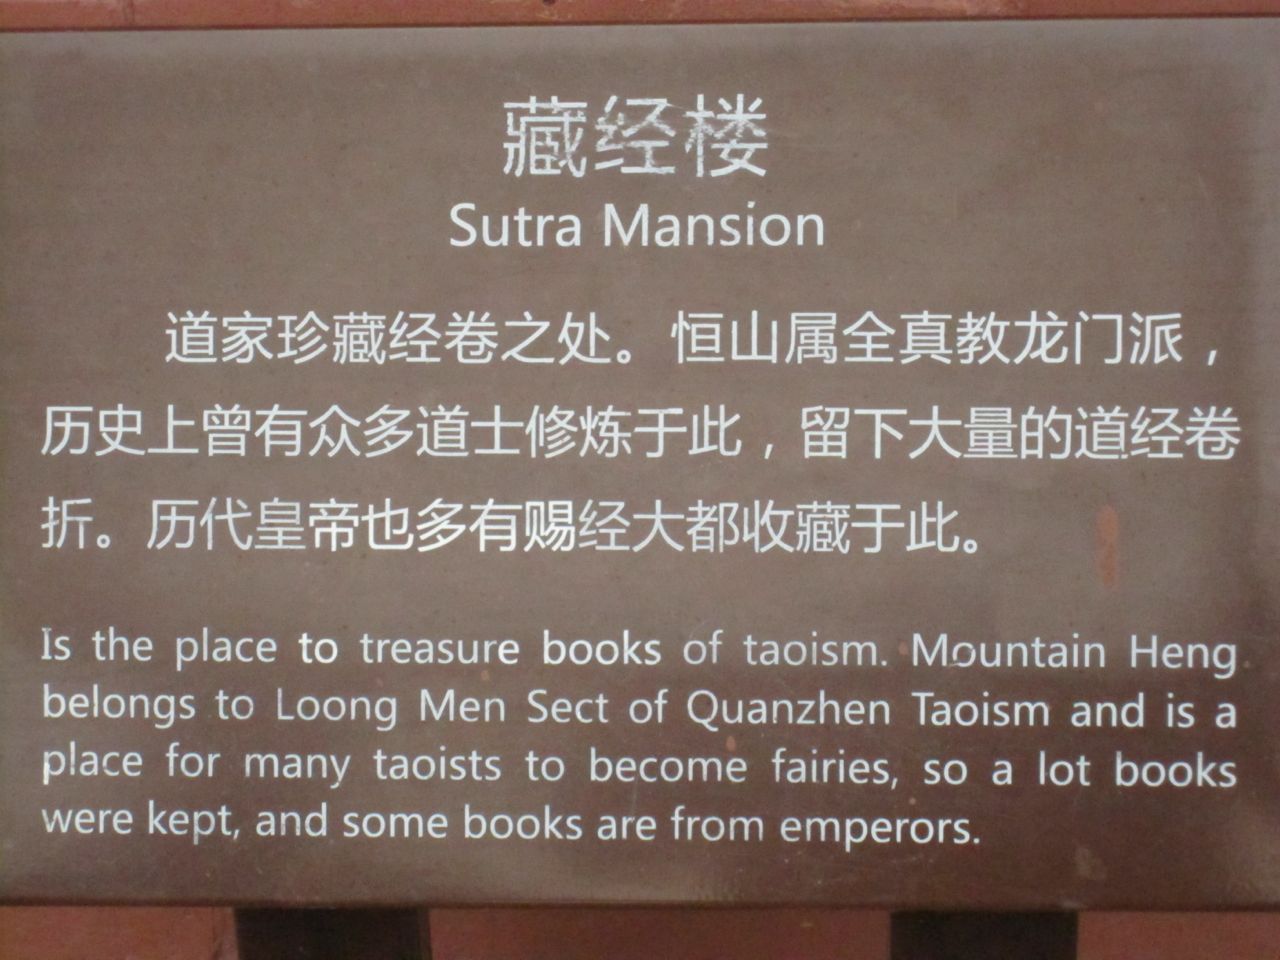 藏经楼
Sutra Mansion
道家珍藏经卷之处。恒山属全真教龙门派，
历史上曾有众多道士修炼于此，留下大量的道经卷
折。历代皇帝也多有赐经大都收藏于此。
Is the place to treasure books of taoism. Mountain Heng
belongs to Loong Men Sect of Quanzhen Taoism and is a
place for many taoists to become fairies, so a lot books
were kept, and some books are from emperors.